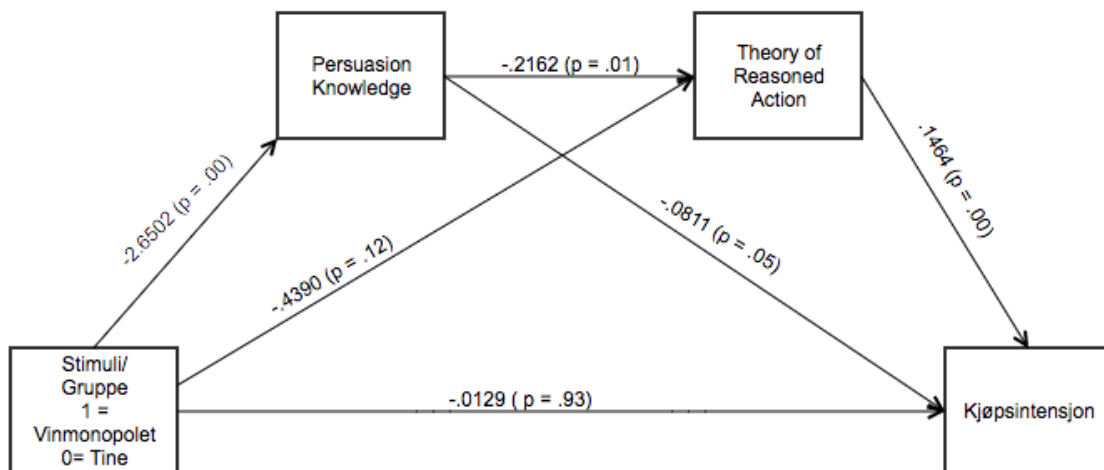 Persuasion
Knowledge
-.2162 (p = .01)
Theory of
Reasoned
Action
-2.6502 (p = .00)
-.4390 (p = .12)
-.0811 (p = .05)
.1464 (p = .00)
Stimuli/
Gruppe
1 =
Vinmonopolet
0= Tine
-.0129 ( p = .93)
Kjøpsintensjon